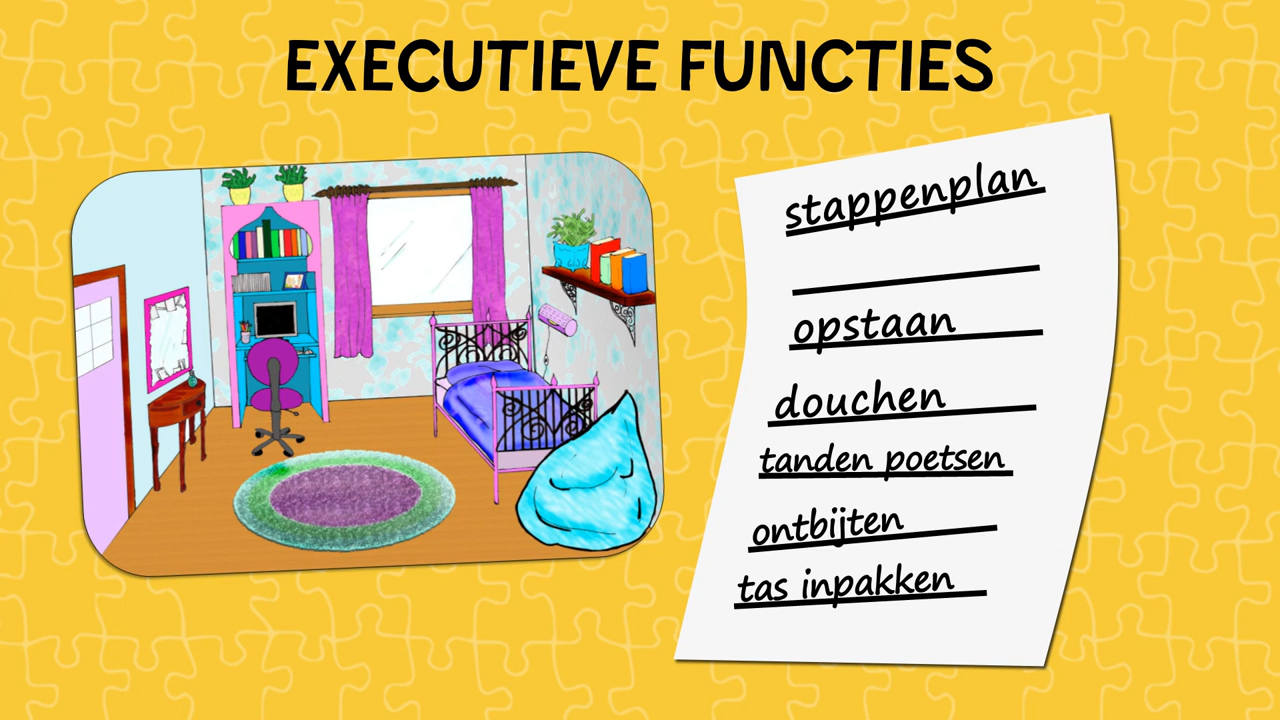 EXECUTIEVE FUNCTIES
stappenplan
opstaan
douchen
tanden poetsen
ontbijten
tas inpakken